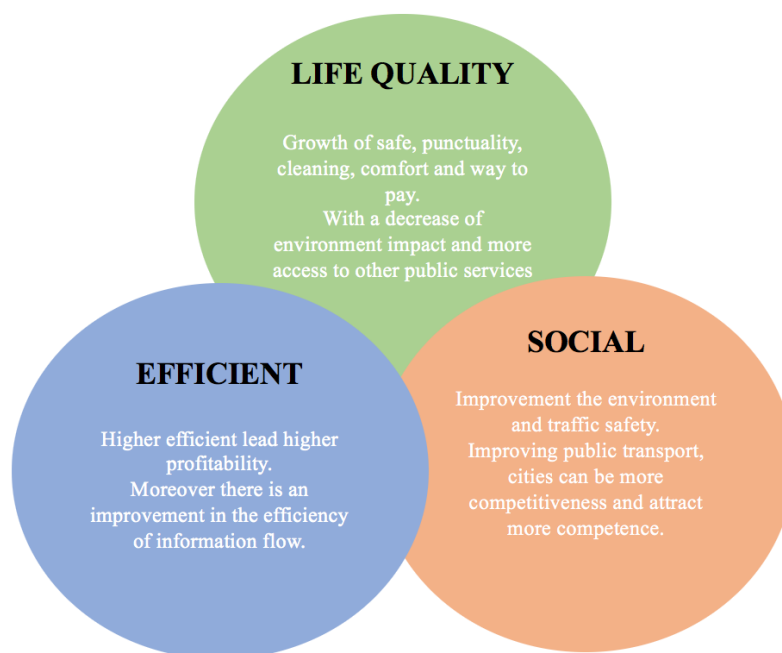 LIFE QUALITY
Growth of safe, punctuality,
cleaning, comfort and way to
pay.
With a decrease of
environment impact and more
access to other public services
EFFICIENT
Higher efficient lead higher
profitability.
Moreover there is an
improvement in the efficiency
of information flow.
SOCIAL
Improvement the environment
and traffic safety.
Improving public transport,
cities can be more
competitiveness and attract
more competence.